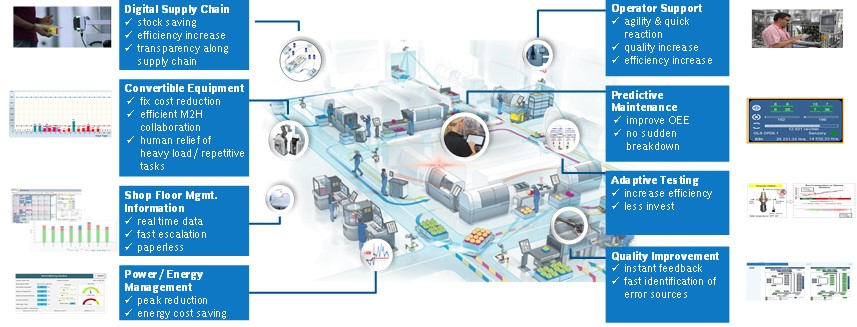 Digital Supply Chain
✓ stock saving
✓ efficiency increase
✓ transparency along
supply chain
Convertible Equipment
✓ fix cost reduction
✓ efficient M2H
collaboration
✓ human relief of
heavy load / repetitive
tasks
Shop Floor Mgmt.
Information
✓ real time data
✓ fast escalation
✓ paperless
Power / Energy
Management
✓ peak reduction
✓ energy cost saving
Operator Support
✓ agility & quick
reaction
✓ quality increase
✓ efficiency increase
Predictive
Maintenance
✓ improve OEE
✓ no sudden
breakdown
Adaptive Testing
✓ increase efficiency
✓ less invest
Quality Improvement
✓ instant feedback
✓ fast identification of
error sources